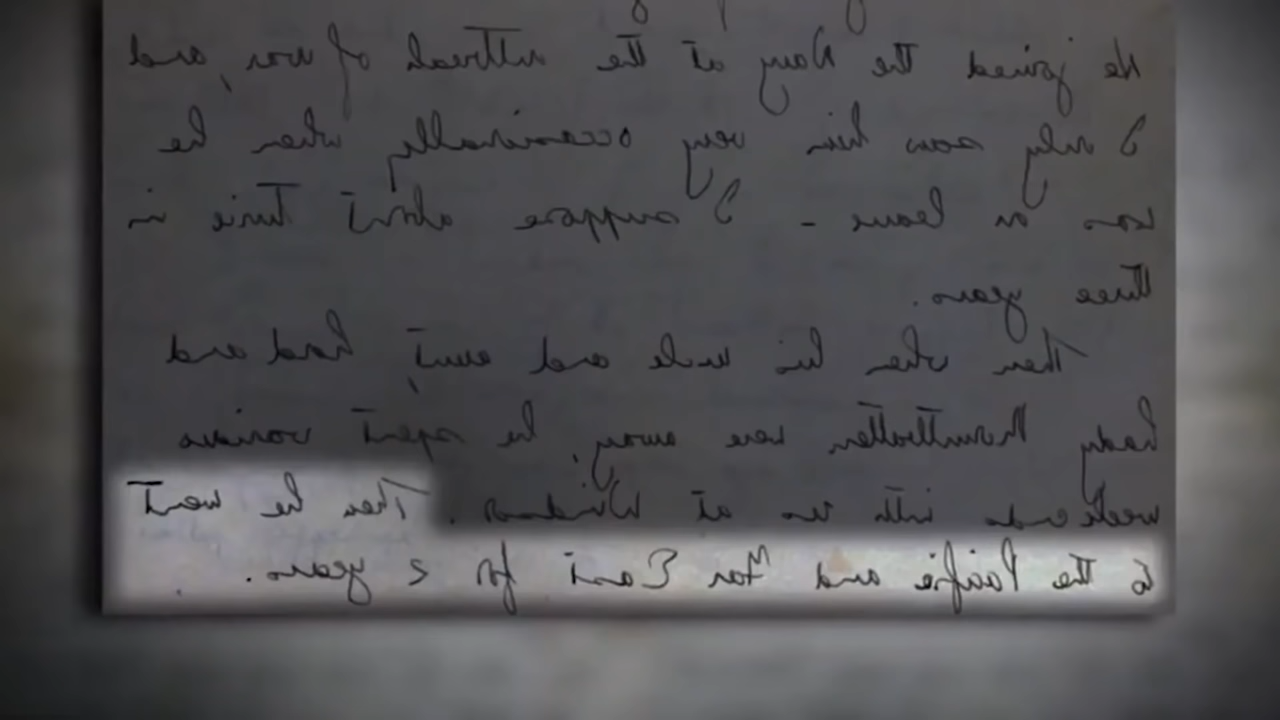 He joined the Navy at the outbreak of war, and
I only saw him very occasionally when he
was on leave - I suppose about twice in
three years.
Then when his uncle and aunt, Lord and
Lady Mountbatten were away, he spent various
weekends with us at Windsor. Then he went
to the Pacific and Far East for 2 years.